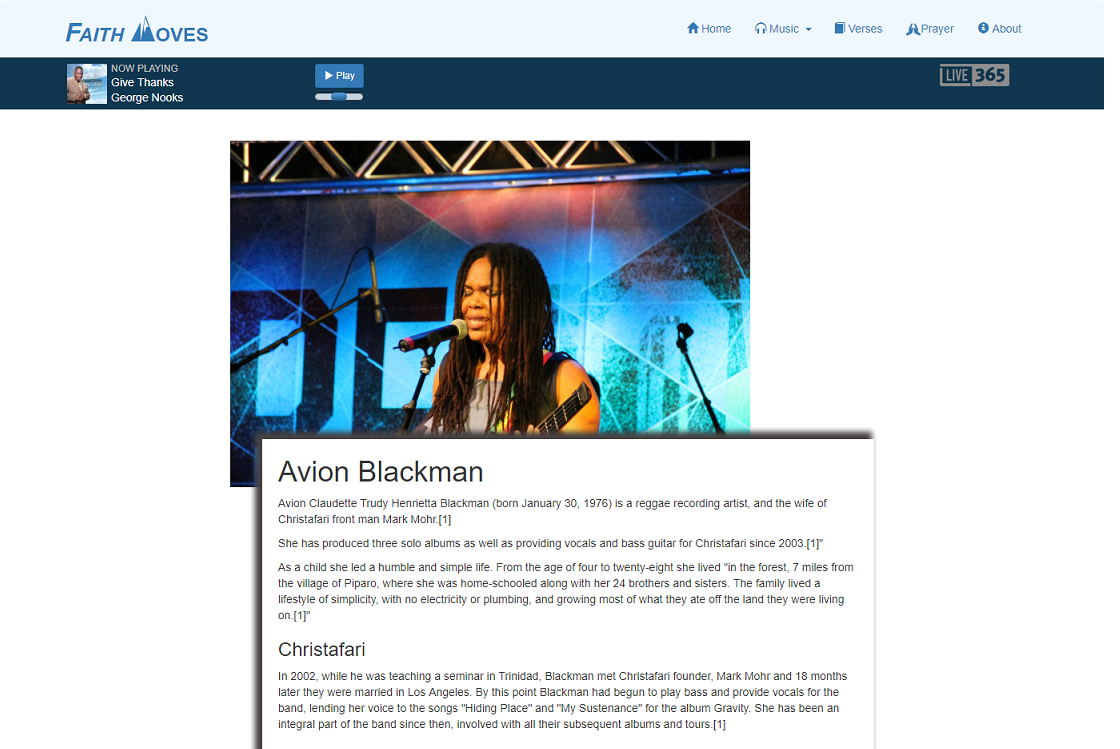 FAITH MOVES
Home
Music
Verses
Prayer
About
NOW PLAYING
Give Thanks
George Nooks
Play
LIVE 365
Avion Blackman
Avion Claudette Trudy Henrietta Blackman (born January 30, 1976) is a reggae recording artist, and the wife of
Christafari front man Mark Mohr.[1]
She has produced three solo albums as well as providing vocals and bass guitar for Christafari since 2003.[1]"
As a child she led a humble and simple life. From the age of four to twenty-eight she lived "in the forest, 7 miles from
the village of Piparo, where she was home-schooled along with her 24 brothers and sisters. The family lived a
lifestyle of simplicity, with no electricity or plumbing, and growing most of what they ate off the land they were living
on.[1]"
Christafari
In 2002, while he was teaching a seminar in Trinidad, Blackman met Christafari founder, Mark Mohr and 18 months
later they were married in Los Angeles. By this point Blackman had begun to play bass and provide vocals for the
band, lending her voice to the songs "Hiding Place" and "My Sustenance" for the album Gravity. She has been an
integral part of the band since then, involved with all their subsequent albums and tours.[1]